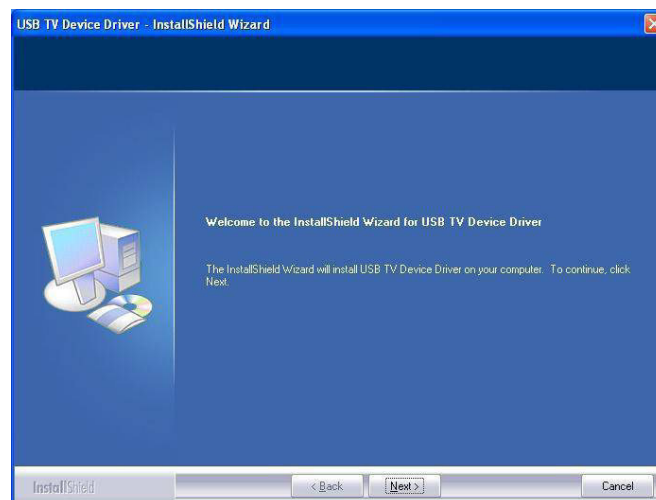 USB TV Device Driver - InstallShield Wizard
Welcome to the InstallShield Wizard for USB TV Device Driver
The InstallShield Wizard will install USB TV Device Driver on your computer. To continue, click
Next.
InstallShield
< Back
Next >
Cancel